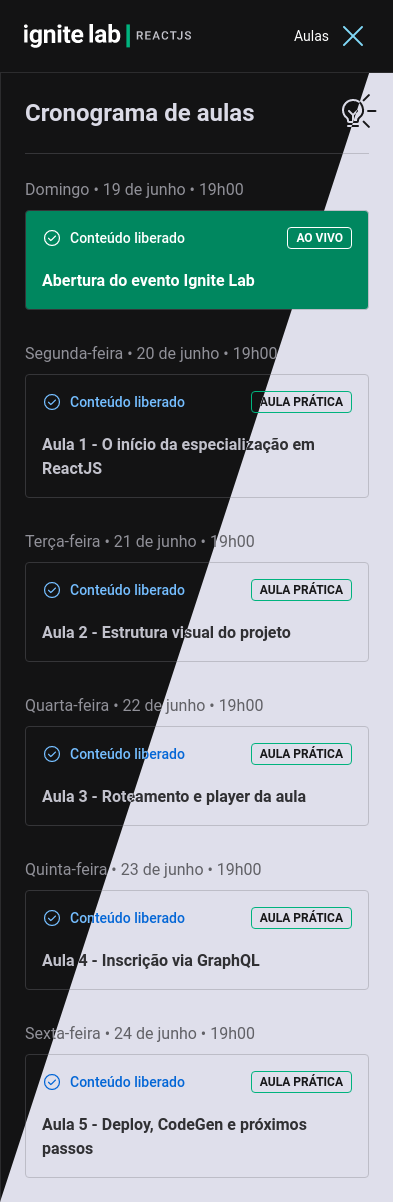 ignite lab | REACTJS
Aulas
Cronograma de aulas
Domingo • 19 de junho • 19h00
Conteúdo liberado
AO VIVO
Abertura do evento Ignite Lab
Segunda-feira • 20 de junho • 19h00
Conteúdo liberado
AULA PRÁTICA
Aula 1 - O início da especialização em
ReactJS
Terça-feira • 21 de junho • 19h00
Conteúdo liberado
AULA PRÁTICA
Aula 2 - Estrutura visual do projeto
Quarta-feira • 22 de junho • 19h00
Conteúdo liberado
AULA PRÁTICA
Aula 3 - Roteamento e player da aula
Quinta-feira • 23 de junho • 19h00
Conteúdo liberado
AULA PRÁTICA
Aula 4 - Inscrição via GraphQL
Sexta-feira • 24 de junho • 19h00
Conteúdo liberado
AULA PRÁTICA
Aula 5 - Deploy, CodeGen e próximos
passos